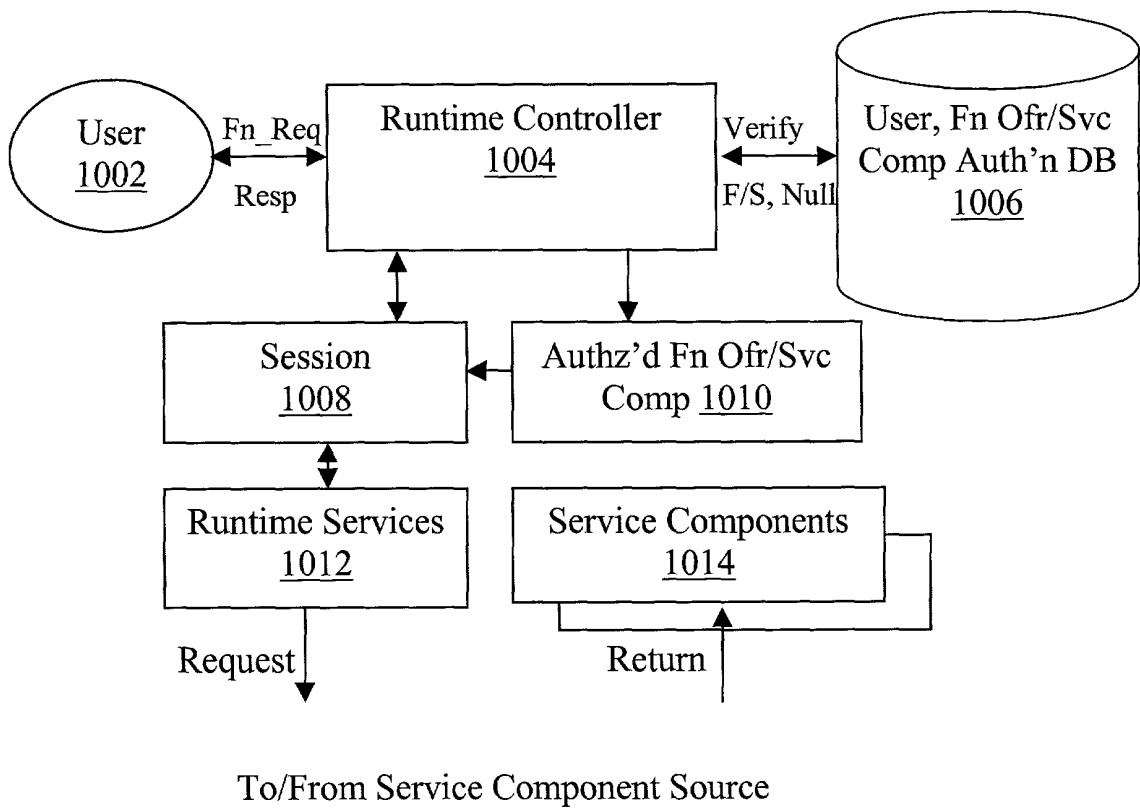 User
1002
Fn_Req
Resp
Runtime Controller
1004
Verify
F/S, Null
User, Fn Ofr/Svc
Comp Auth’n DB
1006
Session
1008
Authz’d Fn Ofr/Svc
Comp 1010
Runtime Services
1012
Service Components
1014
Request
Return
To/From Service Component Source